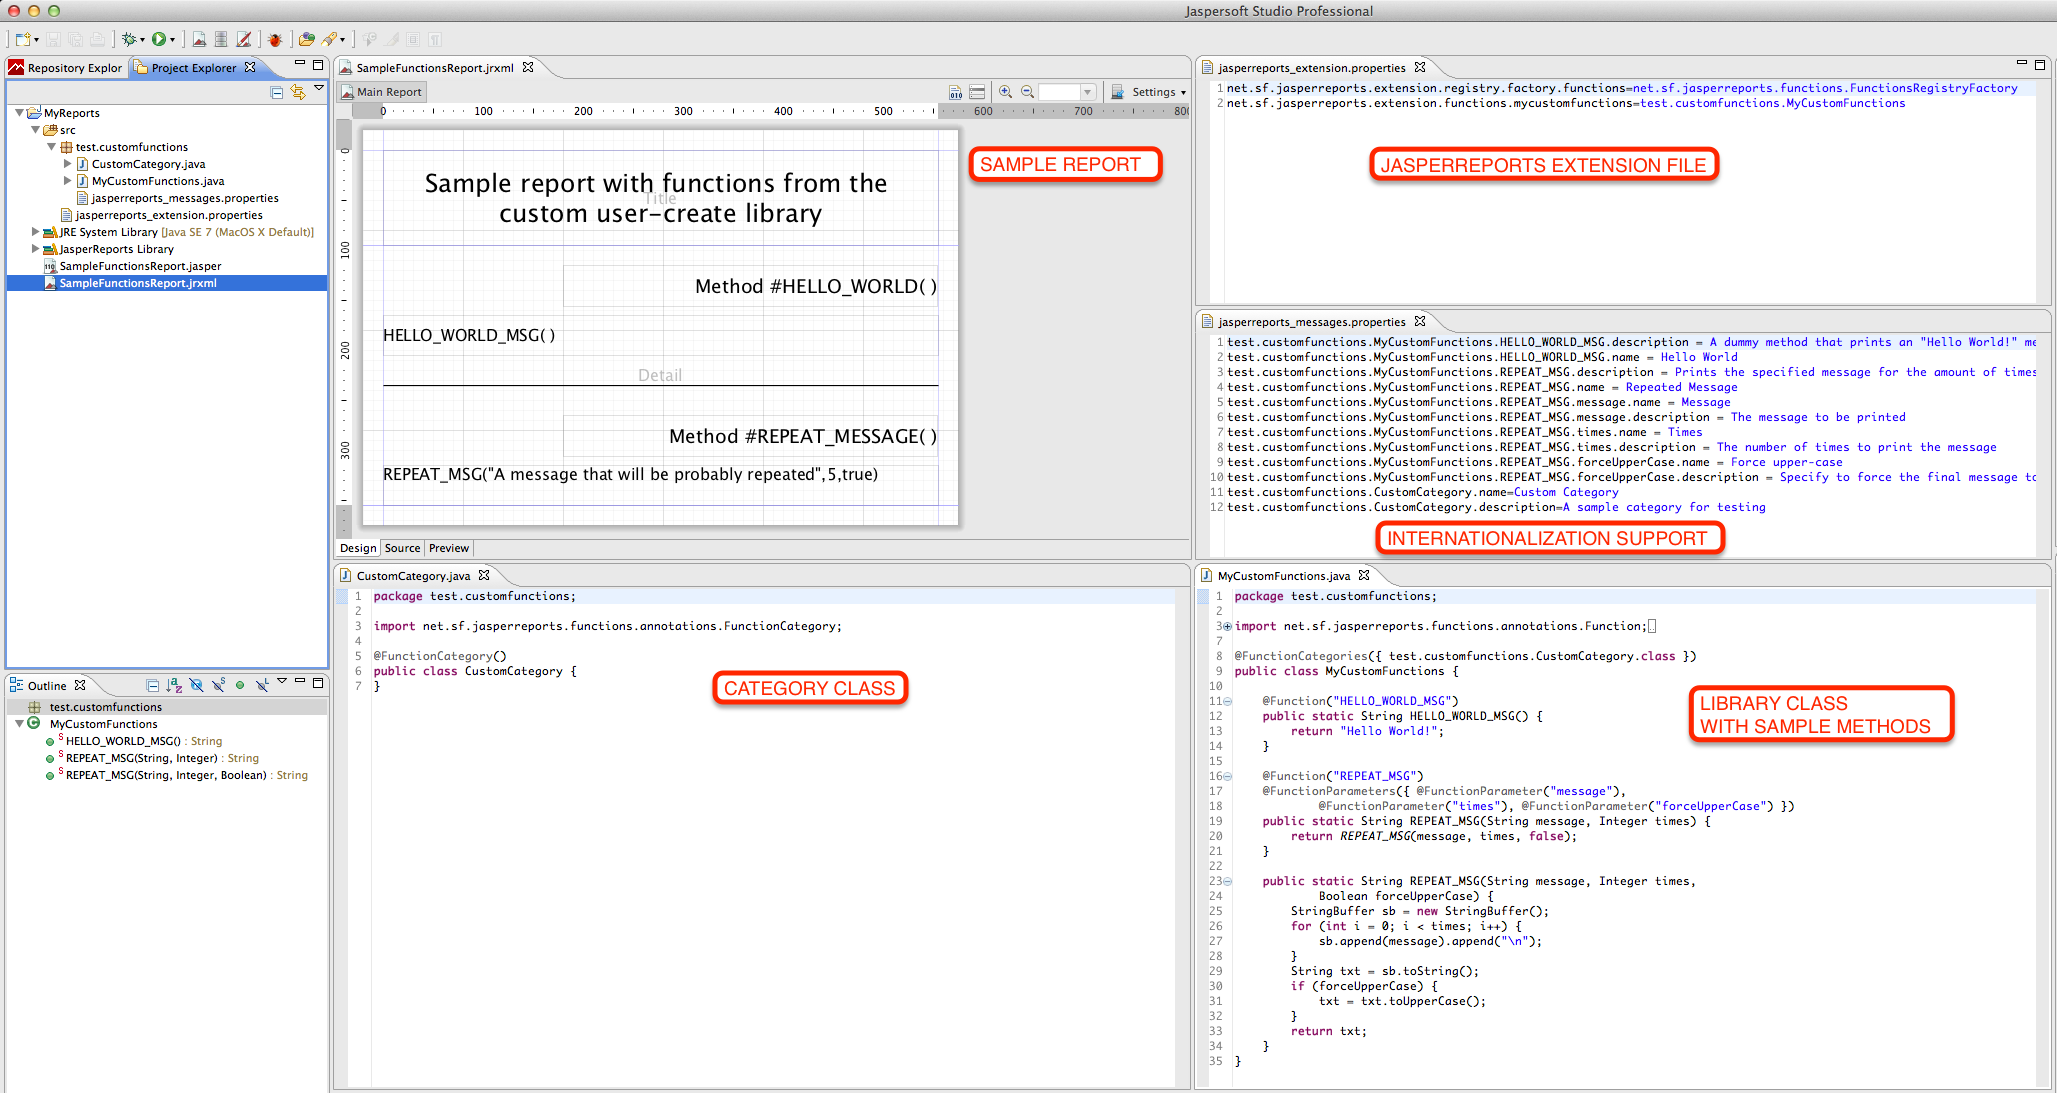 Jaspersoft Studio Professional
Repository Explor
Project Explorer
MyReports
src
test.customfunctions
CustomCategory.java
MyCustomFunctions.java
jasperreports_messages.properties
jasperreports_extension.properties
JRE System Library [Java SE 7 (MacOS X Default)]
JasperReports Library
SampleFunctionsReport.jasper
SampleFunctionsReport.jrxml
Outline
test.customfunctions
MyCustomFunctions
HELLO_WORLD_MSG() : String
REPEAT_MSG(String, Integer) : String
REPEAT_MSG(String, Integer, Boolean) : String
SampleFunctionsReport.jrxml
Main Report
Settings
0 100 200 300 400 500 600 700 800
0
100
200
300
Sample report with functions from the
Title
custom user-create library
Method #HELLO_WORLD( )
HELLO_WORLD_MSG( )
Detail
Method #REPEAT_MESSAGE( )
REPEAT_MSG("A message that will be probably repeated",5,true)
SAMPLE REPORT
Design Source Preview
jasperreports_extension.properties
1 net.sf.jasperreports.extension.registry.factory.functions=net.sf.jasperreports.functions.FunctionsRegistryFactory
2 net.sf.jasperreports.extension.functions.mycustomfunctions=test.customfunctions.MyCustomFunctions
JASPERREPORTS EXTENSION FILE
jasperreports_messages.properties
1 test.customfunctions.MyCustomFunctions.HELLO_WORLD_MSG.description = A dummy method that prints an "Hello World!" me
2 test.customfunctions.MyCustomFunctions.HELLO_WORLD_MSG.name = Hello World
3 test.customfunctions.MyCustomFunctions.REPEAT_MSG.description = Prints the specified message for the amount of times
4 test.customfunctions.MyCustomFunctions.REPEAT_MSG.name = Repeated Message
5 test.customfunctions.MyCustomFunctions.REPEAT_MSG.message.name = Message
6 test.customfunctions.MyCustomFunctions.REPEAT_MSG.message.description = The message to be printed
7 test.customfunctions.MyCustomFunctions.REPEAT_MSG.times.name = Times
8 test.customfunctions.MyCustomFunctions.REPEAT_MSG.times.description = The number of times to print the message
9 test.customfunctions.MyCustomFunctions.REPEAT_MSG.forceUpperCase.name = Force upper-case
10 test.customfunctions.MyCustomFunctions.REPEAT_MSG.forceUpperCase.description = Specify to force the final message to
11 test.customfunctions.CustomCategory.name=Custom Category
12 test.customfunctions.CustomCategory.description=A sample category for testing
INTERNATIONALIZATION SUPPORT
CustomCategory.java
1 package test.customfunctions;
2
3 import net.sf.jasperreports.functions.annotations.FunctionCategory;
4
5 @FunctionCategory()
6 public class CustomCategory {
7 }
CATEGORY CLASS
MyCustomFunctions.java
1 package test.customfunctions;
2
3 import net.sf.jasperreports.functions.annotations.Function;
7
8 @FunctionCategories({ test.customfunctions.CustomCategory.class })
9 public class MyCustomFunctions {
10
11 @Function("HELLO_WORLD_MSG")
12 public static String HELLO_WORLD_MSG() {
13 return "Hello World!";
14 }
15
16 @Function("REPEAT_MSG")
17 @FunctionParameters({ @FunctionParameter("message"),
18 @FunctionParameter("times"), @FunctionParameter("forceUpperCase") })
19 public static String REPEAT_MSG(String message, Integer times) {
20 return REPEAT_MSG(message, times, false);
21 }
22
23 public static String REPEAT_MSG(String message, Integer times,
24 Boolean forceUpperCase) {
25 StringBuffer sb = new StringBuffer();
26 for (int i = 0; i < times; i++) {
27 sb.append(message).append("\n");
28 }
29 String txt = sb.toString();
30 if (forceUpperCase) {
31 txt = txt.toUpperCase();
32 }
33 return txt;
34 }
35 }
LIBRARY CLASS
WITH SAMPLE METHODS